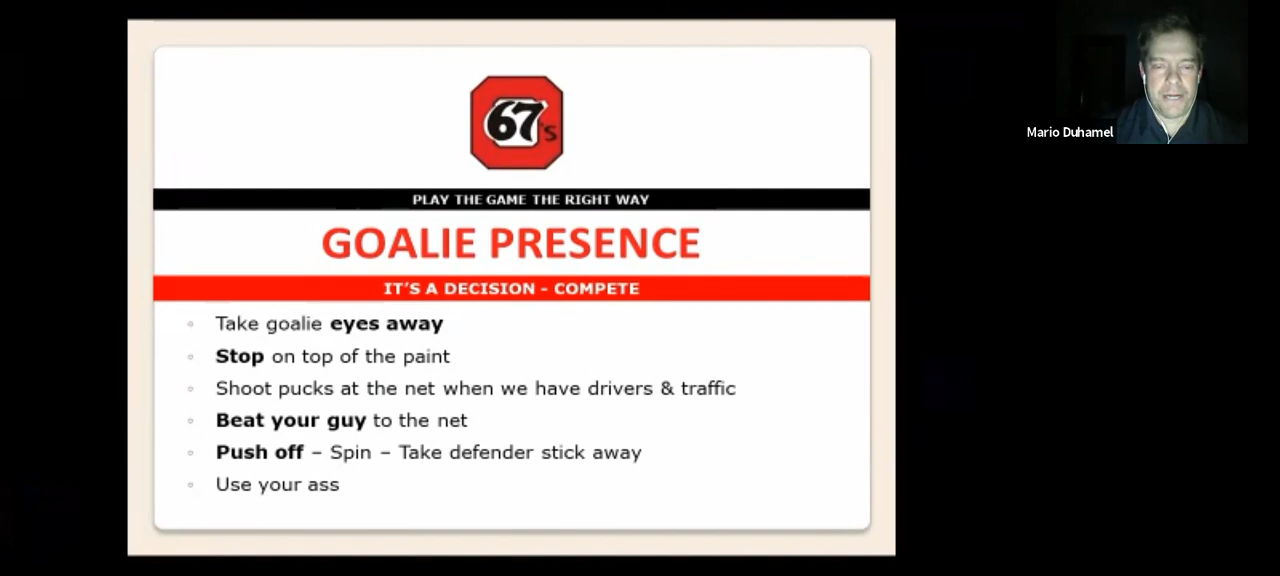 67's
PLAY THE GAME THE RIGHT WAY
GOALIE PRESENCE
IT'S A DECISION - COMPETE
Take goalie eyes away
Stop on top of the paint
Shoot pucks at the net when we have drivers & traffic
Beat your guy to the net
Push off – Spin – Take defender stick away
Use your ass
Mario Duhamel